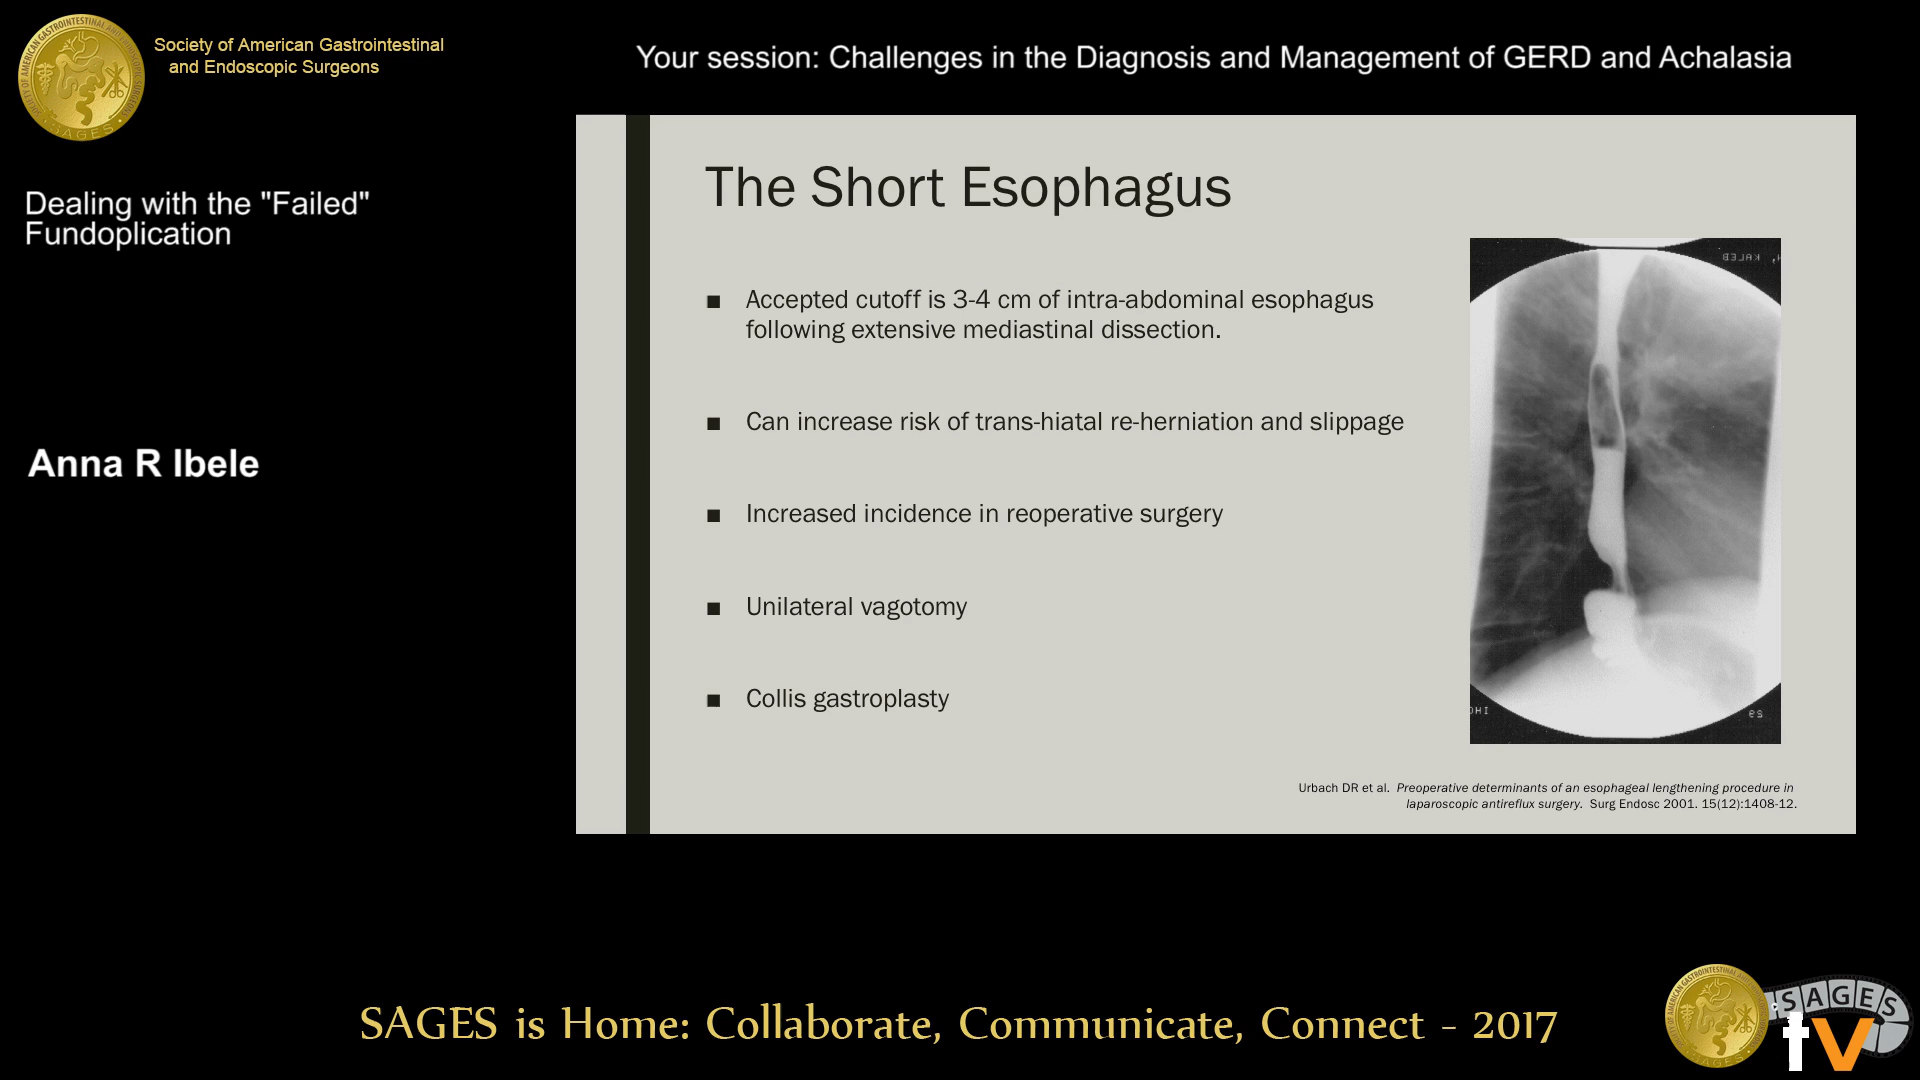 Society of American Gastrointestinal
and Endoscopic Surgeons
Your session: Challenges in the Diagnosis and Management of GERD and Achalasia
Dealing with the "Failed"
Fundoplication
Anna R Ibele
The Short Esophagus
■ Accepted cutoff is 3-4 cm of intra-abdominal esophagus
following extensive mediastinal dissection.
■ Can increase risk of trans-hiatal re-herniation and slippage
■ Increased incidence in reoperative surgery
■ Unilateral vagotomy
■ Collis gastroplasty
Urbach DR et al. Preoperative determinants of an esophageal lengthening procedure in
laparoscopic antireflux surgery. Surg Endosc 2001. 15(12):1408-12.
SAGES is Home: Collaborate, Communicate, Connect - 2017
SAGES
SAGES
tv